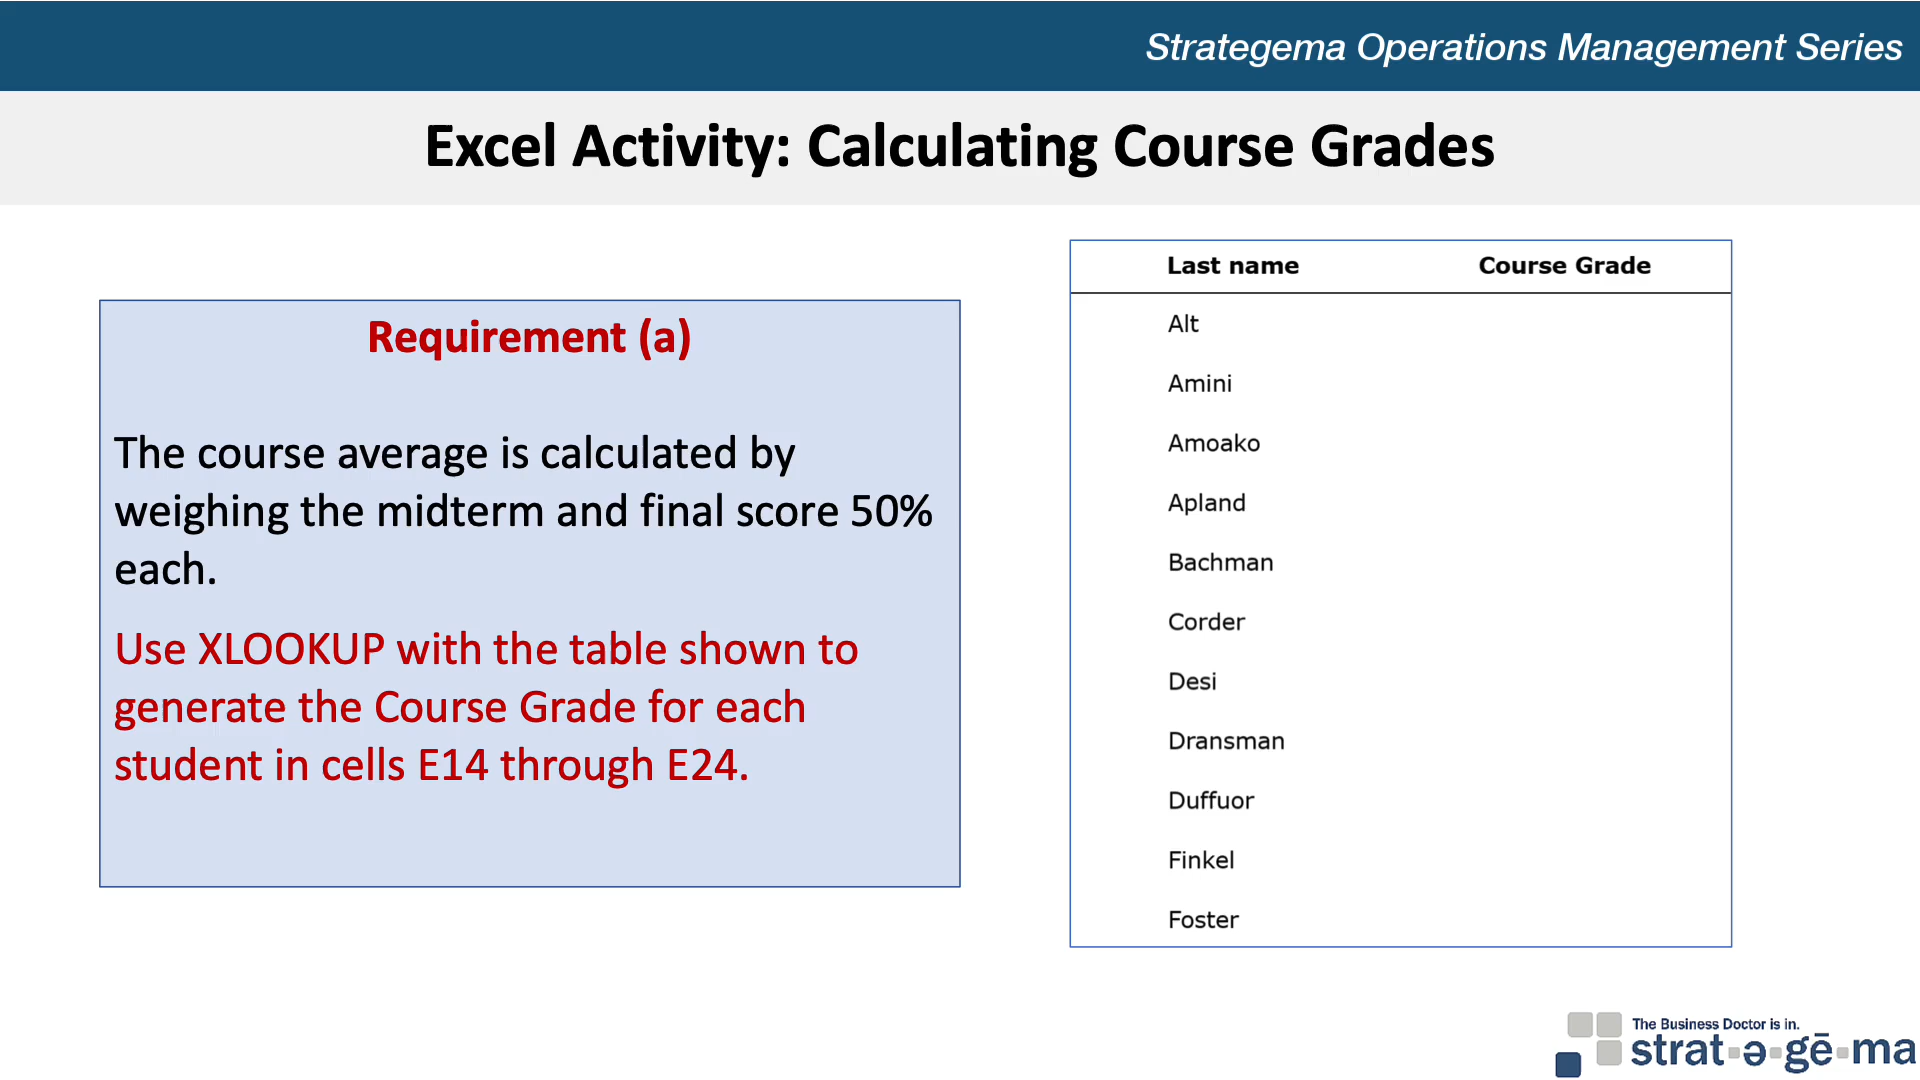 Strategema Operations Management Series
Excel Activity: Calculating Course Grades
Requirement (a)
The course average is calculated by
weighing the midterm and final score 50%
each.
Use XLOOKUP with the table shown to
generate the Course Grade for each
student in cells E14 through E24.
Last name Course Grade
Alt
Amini
Amoako
Apland
Bachman
Corder
Desi
Dransman
Duffuor
Finkel
Foster
The Business Doctor is in.
strat-ə-gē-ma